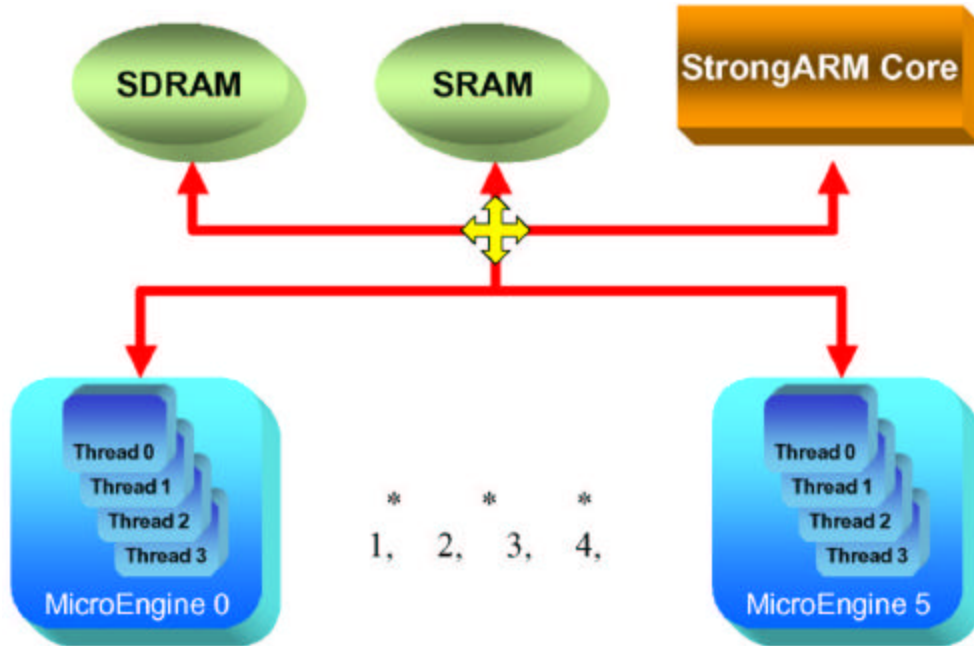 SDRAM
SRAM
StrongARM Core
Thread 0
Thread 1
Thread 2
Thread 3
MicroEngine 0
* * *
1, 2, 3, 4,
Thread 0
Thread 1
Thread 2
Thread 3
MicroEngine 5